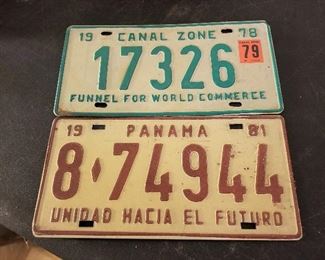 19 CANAL ZONE 78
17326 79
FUNNEL FOR WORLD COMMERCE
19 PANAMA 81
8♦74944
UNIDAD HACIA EL FUTURO